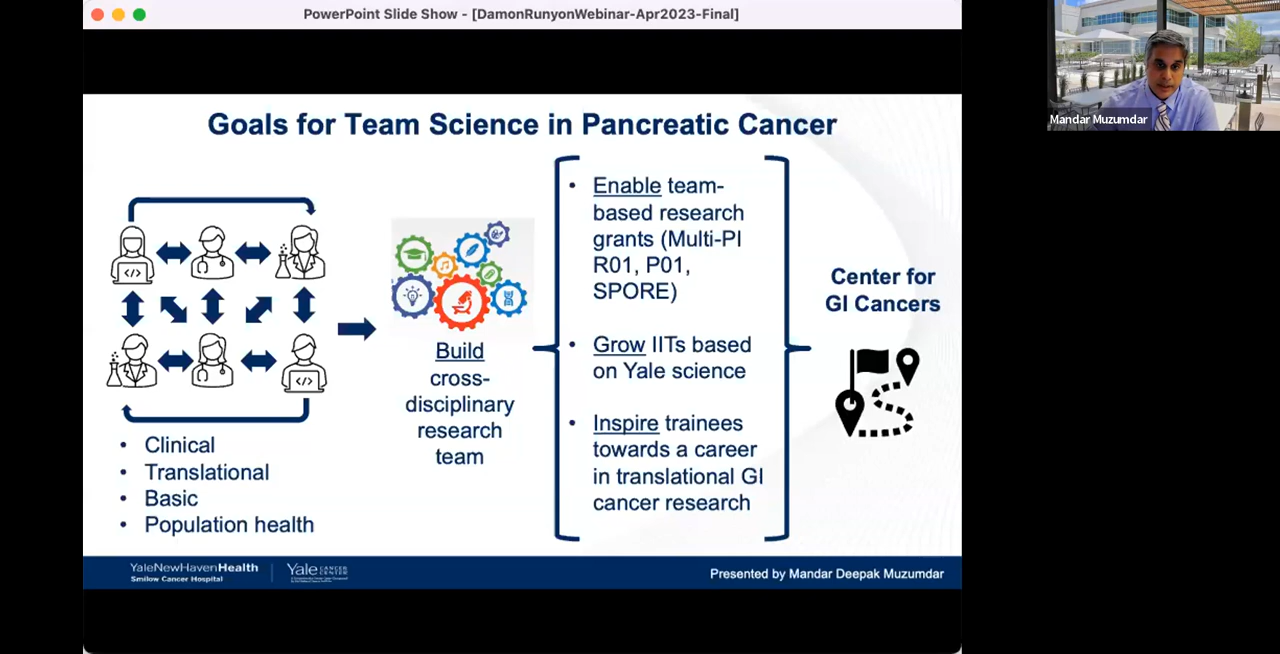 PowerPoint Slide Show - [DamonRunyonWebinar-Apr2023-Final]
Mandar Muzumdar
Goals for Team Science in Pancreatic Cancer
</>
</>
• Clinical
• Translational
• Basic
• Population health
Build
cross-
disciplinary
research
team
• Enable team-
based research
grants (Multi-PI
R01, P01,
SPORE)
• Grow IITs based
on Yale science
• Inspire trainees
towards a career
in translational GI
cancer research
Center for
GI Cancers
YaleNewHavenHealth
Smilow Cancer Hospital
Yale CANCER CENTER
Presented by Mandar Deepak Muzumdar